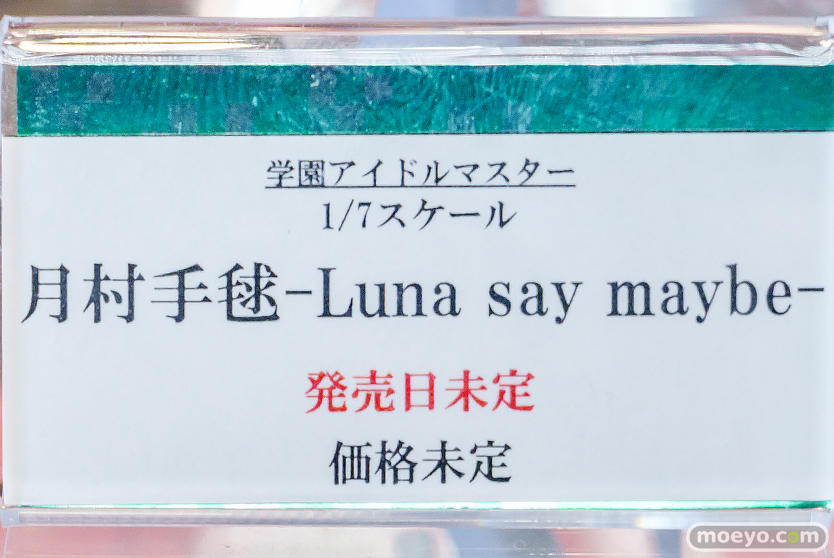 学園アイドルマスター
1/7スケール
月村手毬-Luna say maybe-
発売日未定
価格未定
moeyo.com